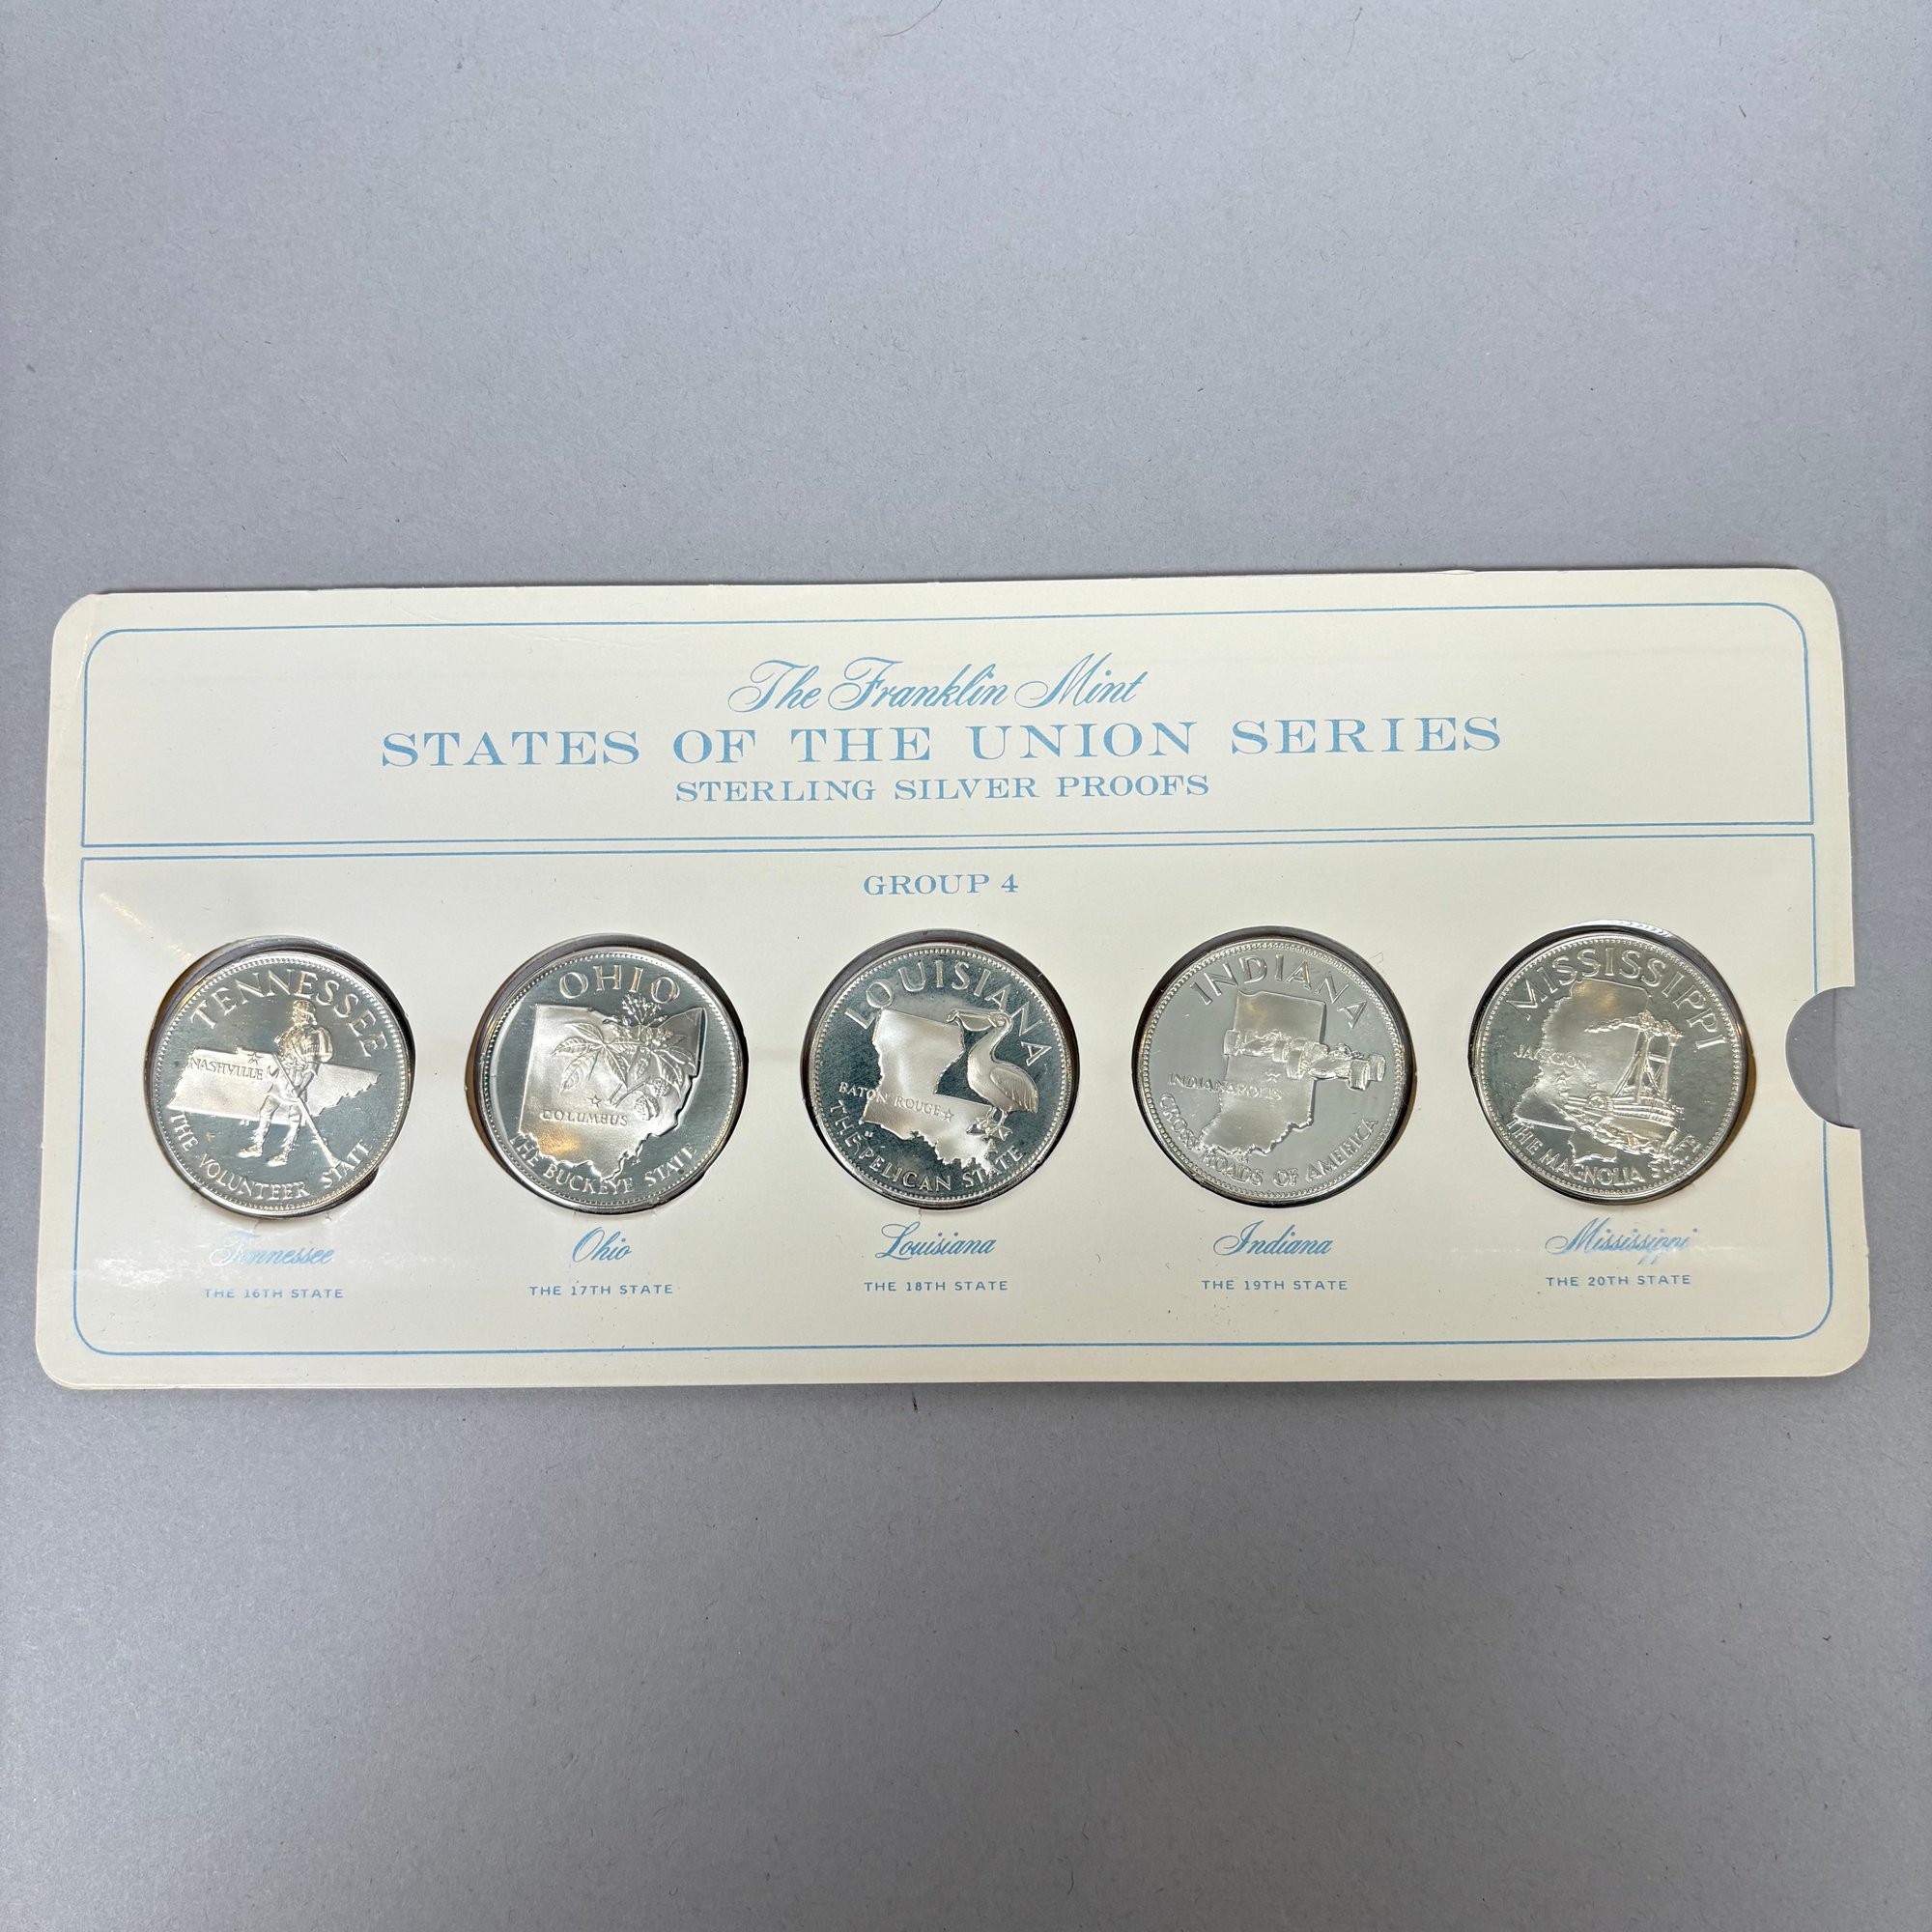 The Franklin Mint
STATES OF THE UNION SERIES
STERLING SILVER PROOFS
GROUP 4
TENNESSEE
NASHVILLE
THE VOLUNTEER STATE
OHIO
COLUMBUS
THE BUCKEYE STATE
LOUISIANA
BATON ROUGE
THE PELICAN STATE
INDIANA
INDIANAPOLIS
CROSSROADS OF AMERICA
MISSISSIPPI
JACKSON
THE MAGNOLIA STATE
Tennessee
THE 16TH STATE
Ohio
THE 17TH STATE
Louisiana
THE 18TH STATE
Indiana
THE 19TH STATE
Mississippi
THE 20TH STATE